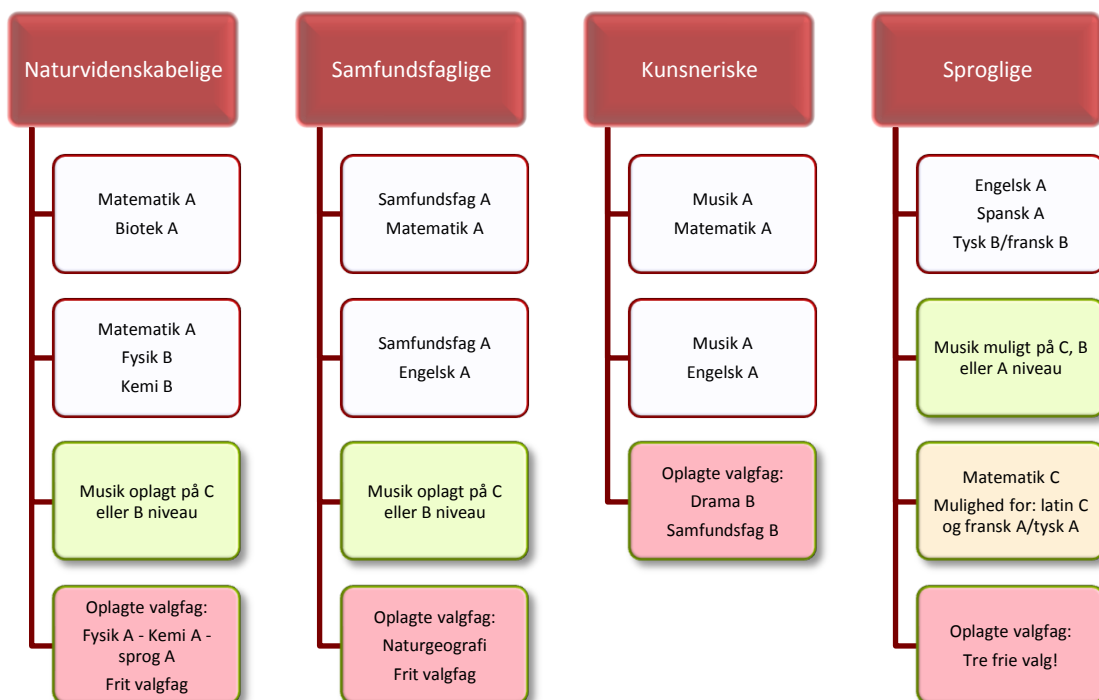 Naturvidenskabelige
Matematik A
Biotek A
Matematik A
Fysik B
Kemi B
Musik oplagt på C
eller B niveau
Oplagte valgfag:
Fysik A - Kemi A -
sprog A
Frit valgfag
Samfundsfaglige
Samfundsfag A
Matematik A
Samfundsfag A
Engelsk A
Musik oplagt på C
eller B niveau
Oplagte valgfag:
Naturgeografi
Frit valgfag
Kunsneriske
Musik A
Matematik A
Musik A
Engelsk A
Oplagte valgfag:
Drama B
Samfundsfag B
Sproglige
Engelsk A
Spansk A
Tysk B/fransk B
Musik muligt på C, B
eller A niveau
Matematik C
Mulighed for: latin C
og fransk A/tysk A
Oplagte valgfag:
Tre frie valg!